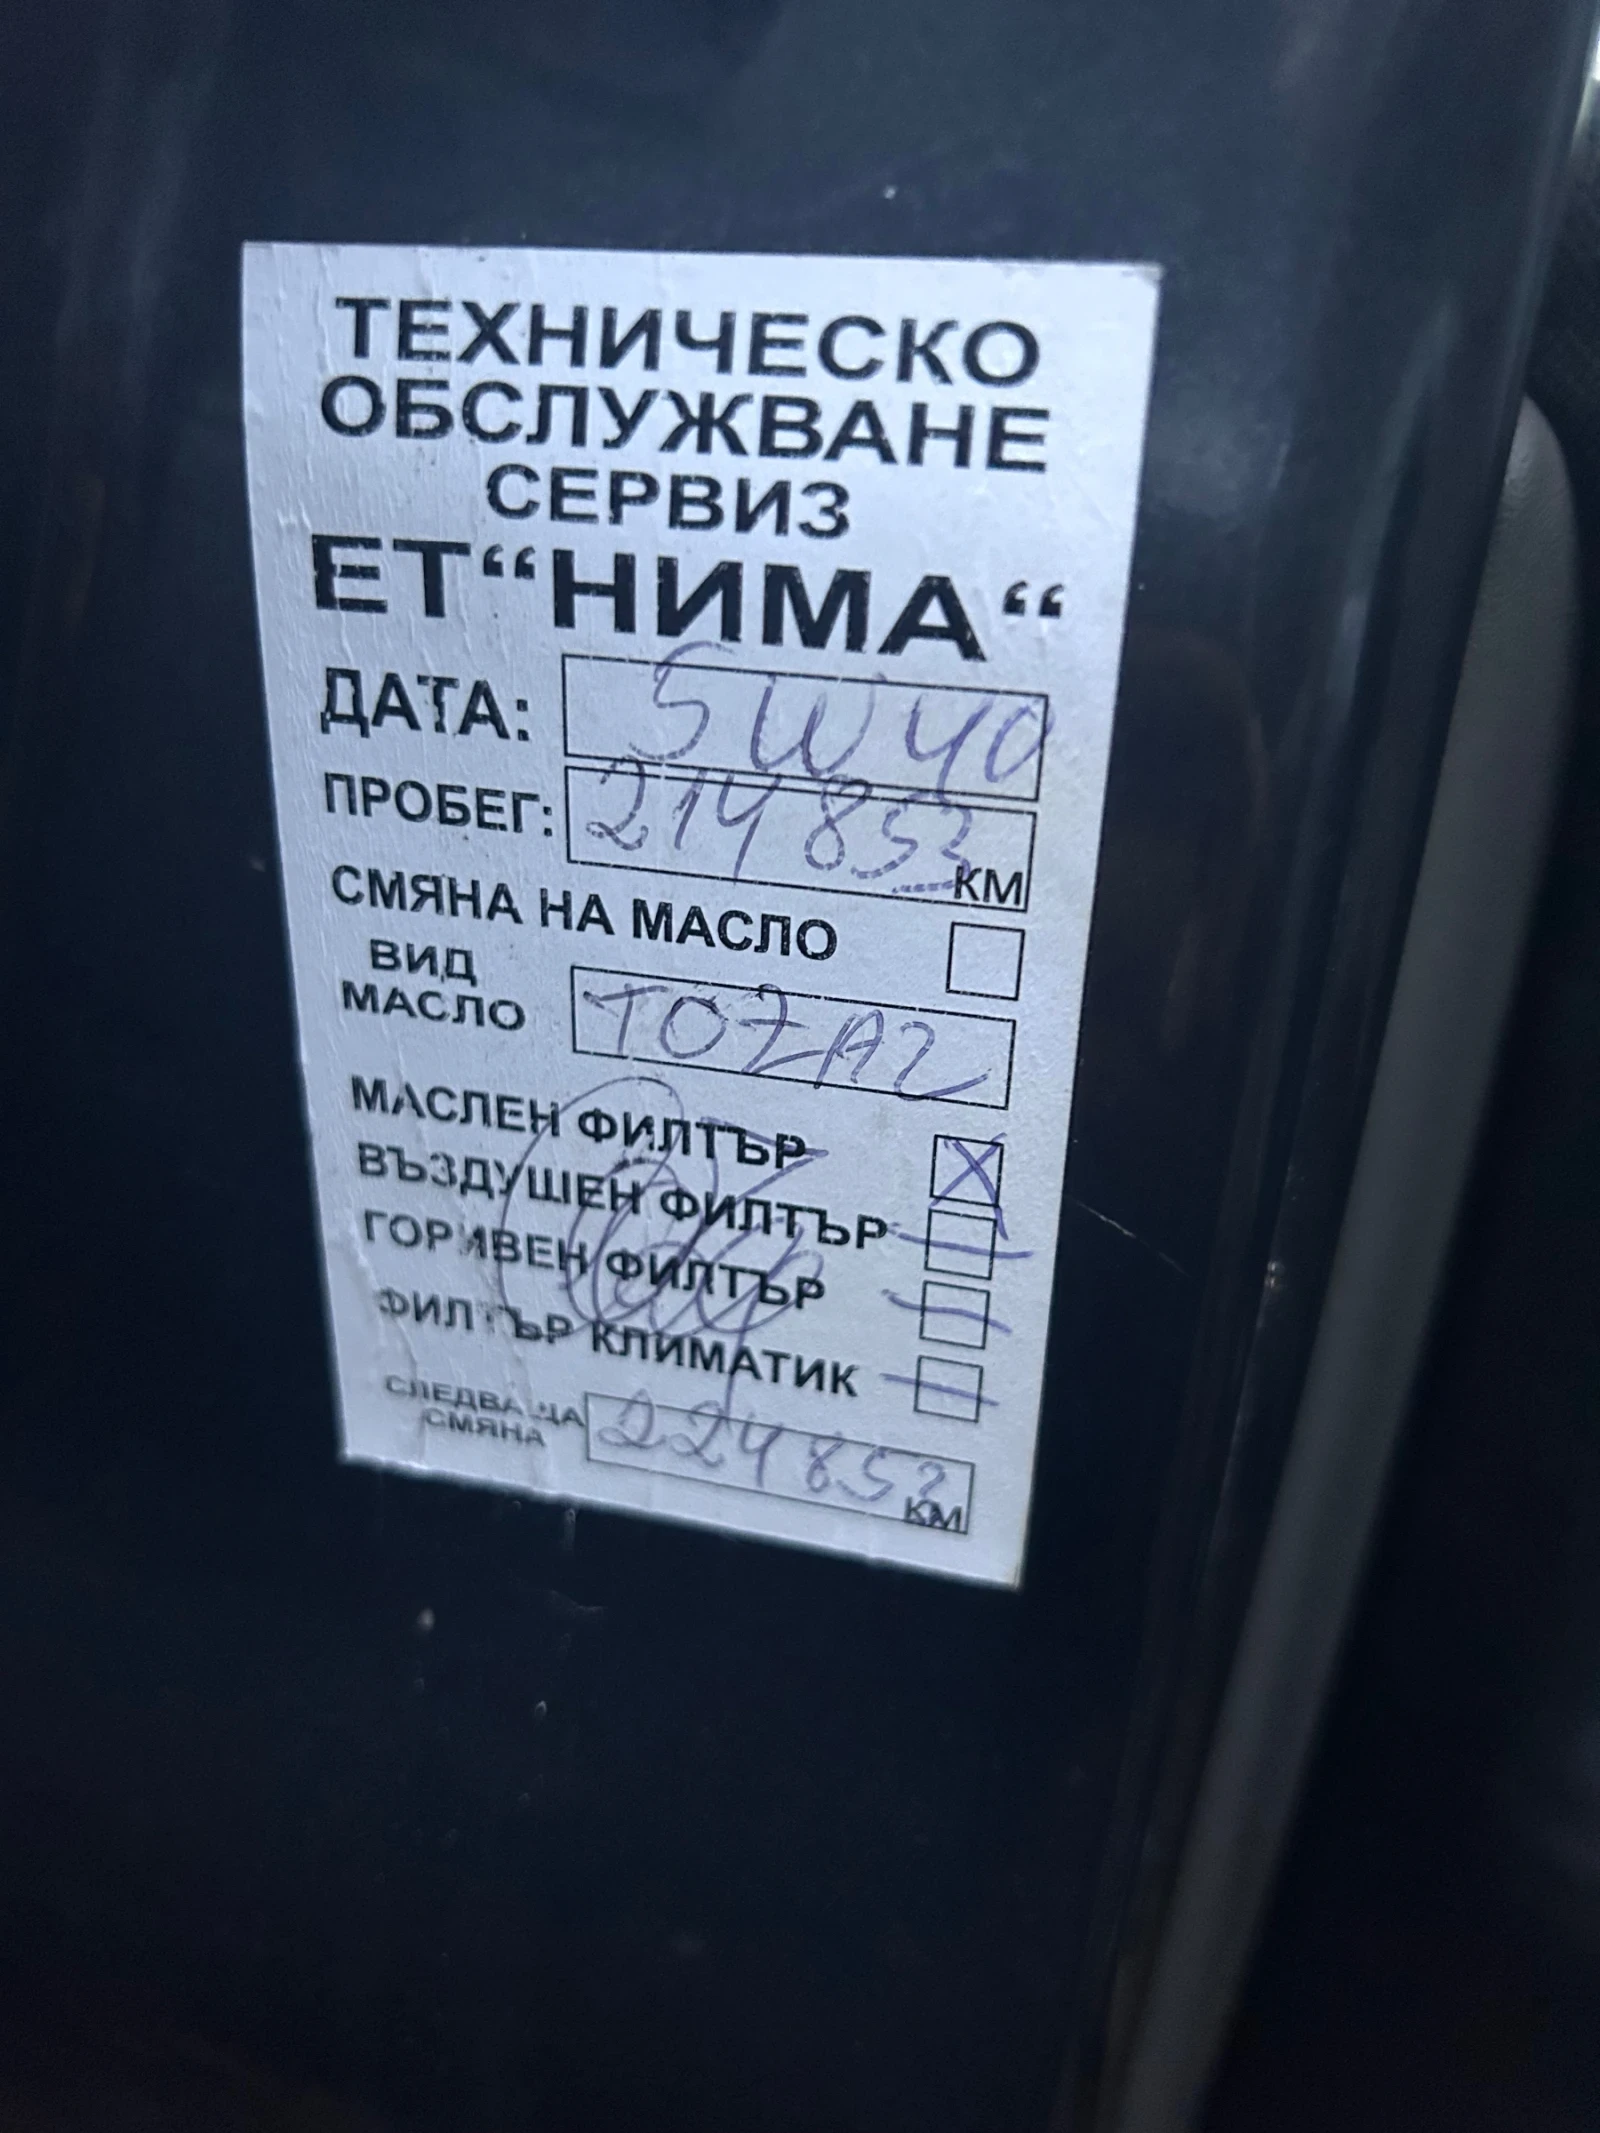 ТЕХНИЧЕСКО
ОБСЛУЖВАНЕ
СЕРВИЗ
ЕТ“НИМА“
ДАТА: 5W40
ПРОБЕГ: 214853 КМ
СМЯНА НА МАСЛО
ВИД
МАСЛО TOZAZ
МАСЛЕН ФИЛТЪР X
ВЪЗДУШЕН ФИЛТЪР
ГОРИВЕН ФИЛТЪР
ФИЛТЪР КЛИМАТИК
СЛЕДВАЩА
СМЯНА 224853 КМ